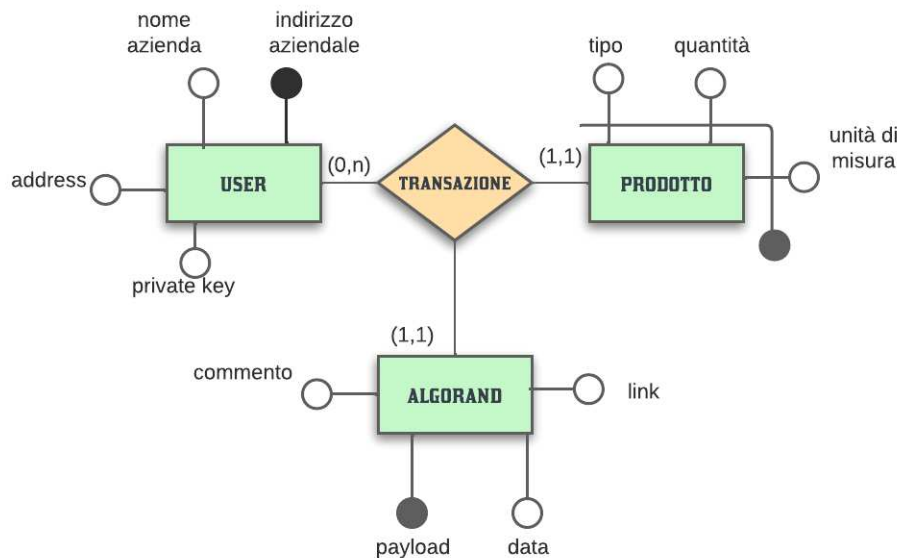 nome
azienda
indirizzo
aziendale
tipo
quantità
unità di
misura
address
USER
(0,n)
TRANSAZIONE
(1,1)
PRODOTTO
private key
(1,1)
commento
ALGORAND
link
payload
data